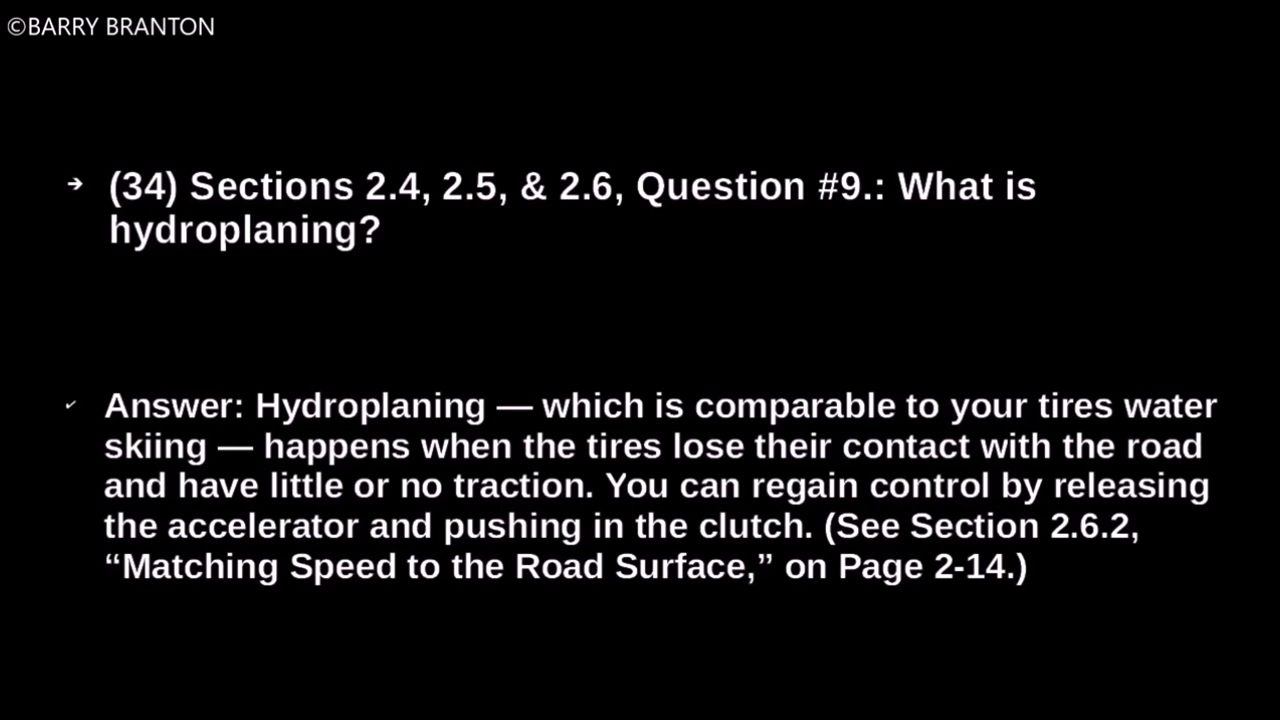 ©BARRY BRANTON
➔ (34) Sections 2.4, 2.5, & 2.6, Question #9.: What is
hydroplaning?
✓ Answer: Hydroplaning — which is comparable to your tires water
skiing — happens when the tires lose their contact with the road
and have little or no traction. You can regain control by releasing
the accelerator and pushing in the clutch. (See Section 2.6.2,
“Matching Speed to the Road Surface,” on Page 2-14.)